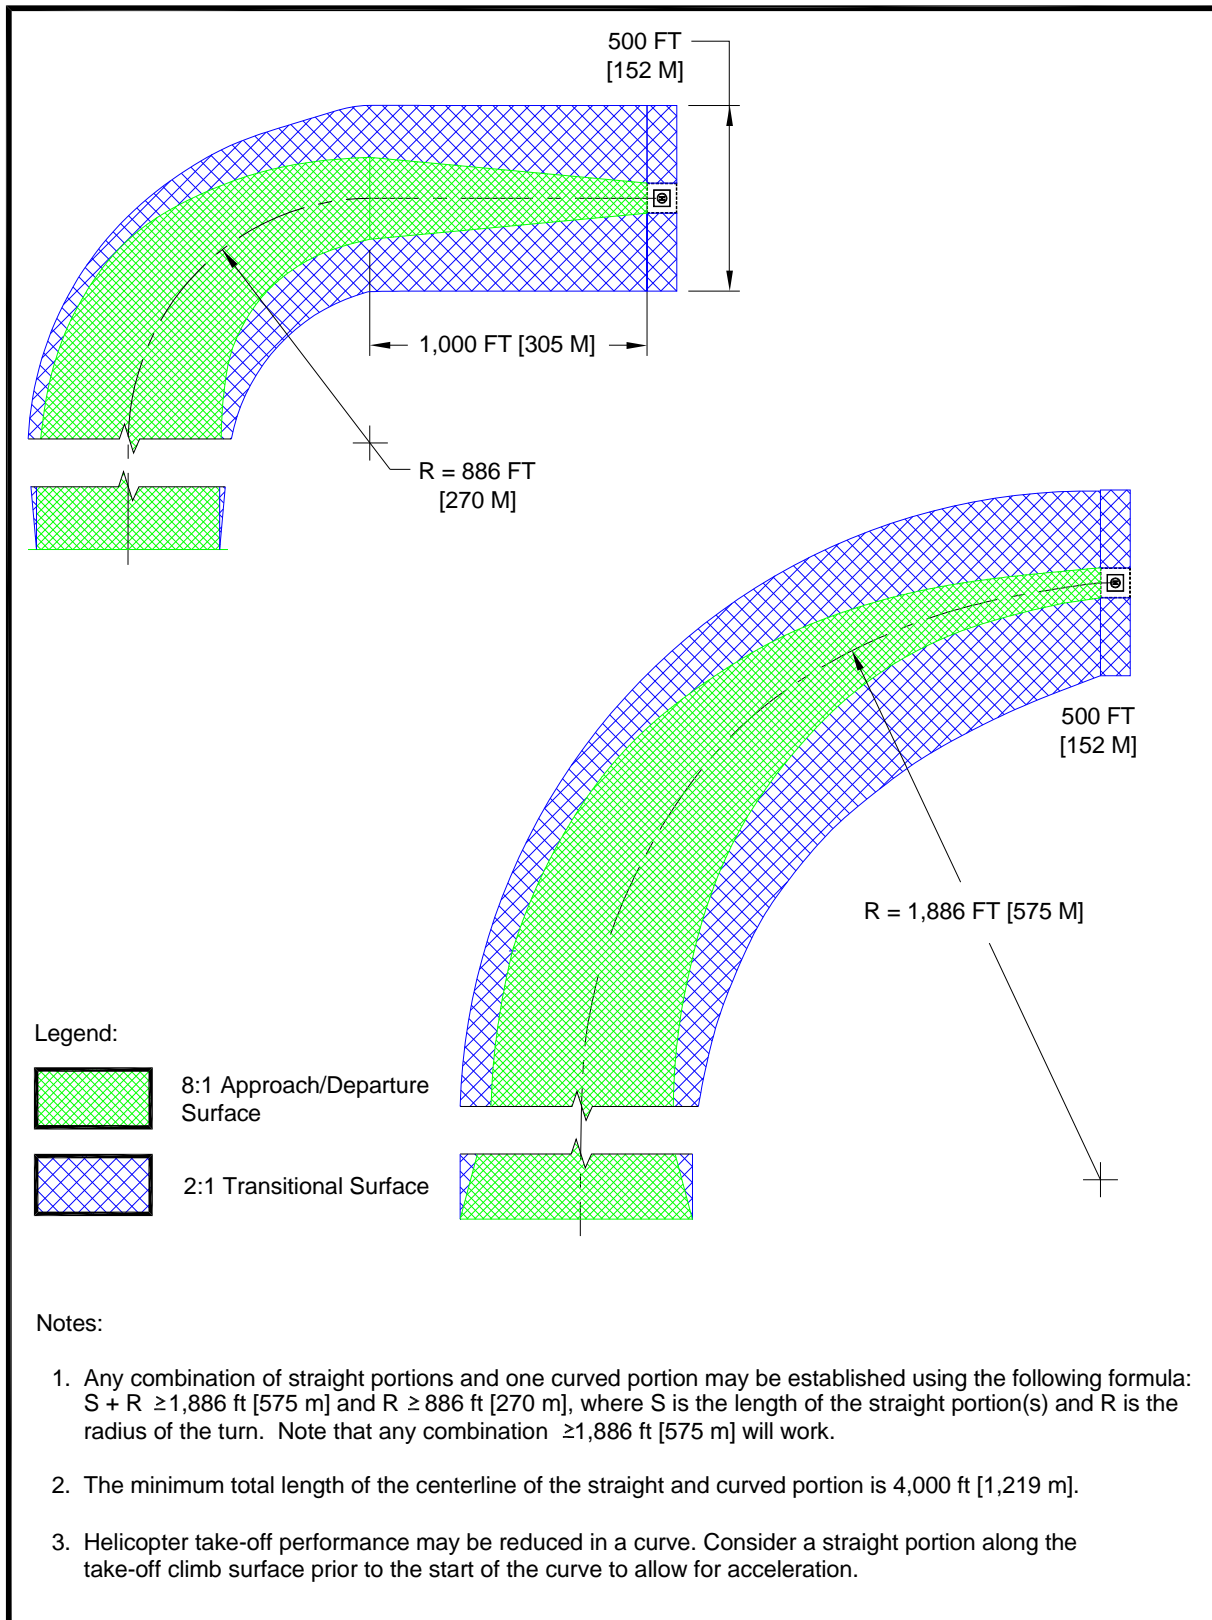 500 FT
[152 M]
1,000 FT [305 M]
R = 886 FT
[270 M]
500 FT
[152 M]
R = 1,886 FT [575 M]
Legend:
8:1 Approach/Departure
Surface
2:1 Transitional Surface
Notes:
1. Any combination of straight portions and one curved portion may be established using the following formula:
S + R ≥1,886 ft [575 m] and R ≥ 886 ft [270 m], where S is the length of the straight portion(s) and R is the
radius of the turn. Note that any combination ≥1,886 ft [575 m] will work.
2. The minimum total length of the centerline of the straight and curved portion is 4,000 ft [1,219 m].
3. Helicopter take-off performance may be reduced in a curve. Consider a straight portion along the
take-off climb surface prior to the start of the curve to allow for acceleration.